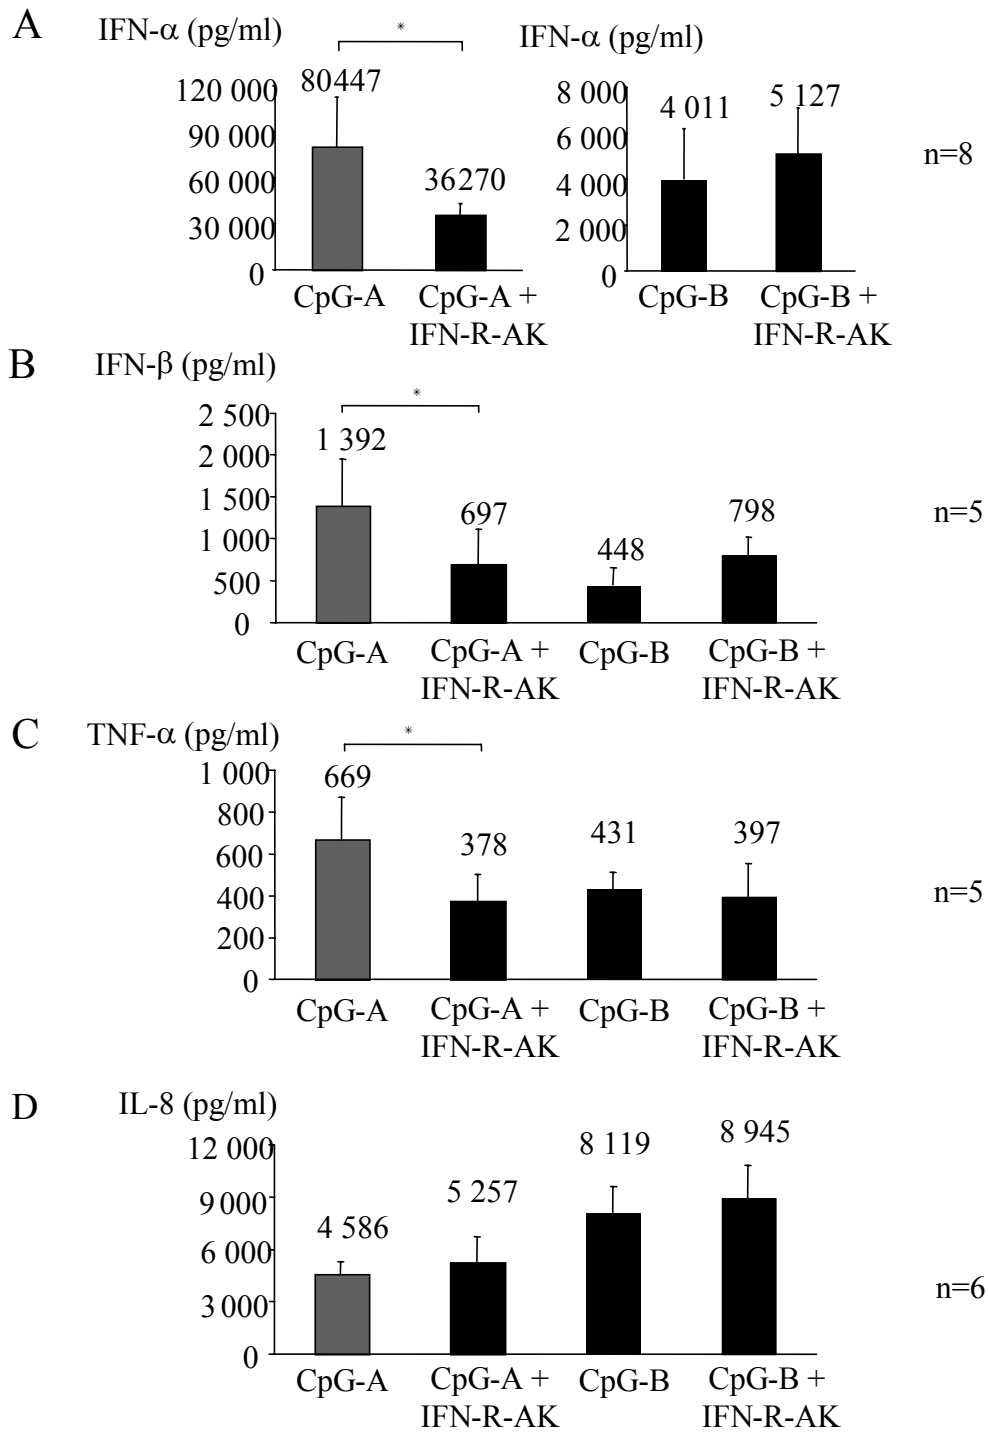 A
IFN-α (pg/ml)
*
IFN-α (pg/ml)
120 000
90 000
60 000
30 000
0
80447
36270
CpG-A
CpG-A +
IFN-R-AK
8 000
6 000
4 000
2 000
0
4 011
5 127
CpG-B
CpG-B +
IFN-R-AK
n=8
B
IFN-β (pg/ml)
*
2 500
2 000
1 500
1 000
500
0
1 392
697
448
798
n=5
CpG-A
CpG-A +
IFN-R-AK
CpG-B
CpG-B +
IFN-R-AK
C
TNF-α (pg/ml)
*
1 000
800
600
400
200
0
669
378
431
397
n=5
CpG-A
CpG-A +
IFN-R-AK
CpG-B
CpG-B +
IFN-R-AK
D
IL-8 (pg/ml)
12 000
9 000
6 000
3 000
0
4 586
5 257
8 119
8 945
n=6
CpG-A
CpG-A +
IFN-R-AK
CpG-B
CpG-B +
IFN-R-AK